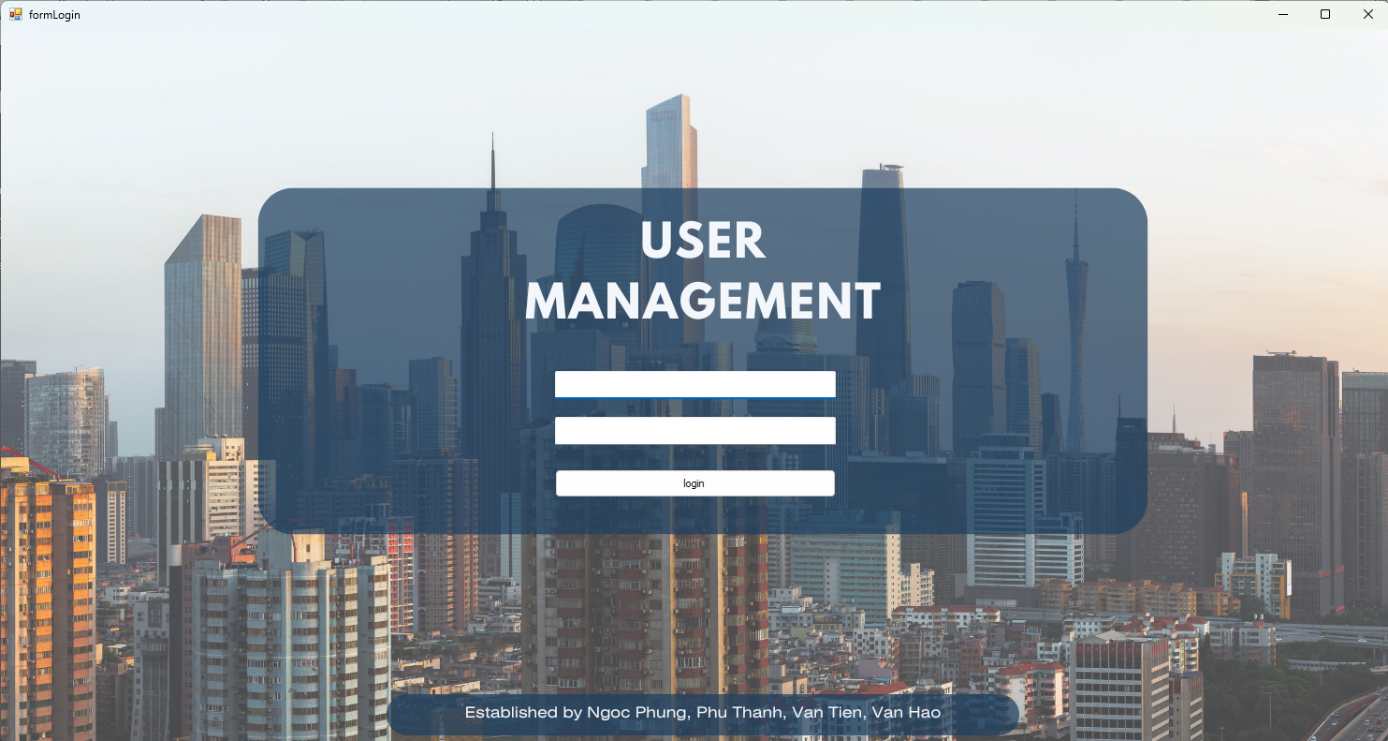 formLogin
USER
MANAGEMENT
login
Established by Ngoc Phung, Phu Thanh, Van Tien, Van Hao